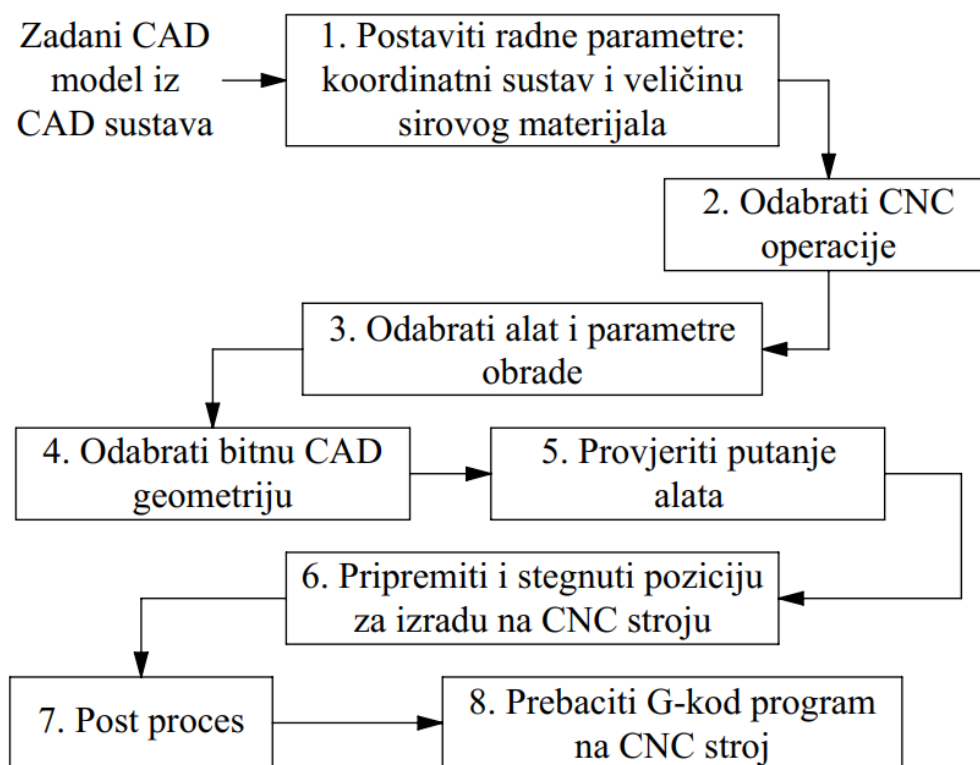 Zadani CAD
model iz
CAD sustava
1. Postaviti radne parametre:
koordinatni sustav i veličinu
sirovog materijala
2. Odabrati CNC
operacije
3. Odabrati alat i parametre
obrade
4. Odabrati bitnu CAD
geometriju
5. Provjeriti putanje
alata
6. Pripremiti i stegnuti poziciju
za izradu na CNC stroju
7. Post proces
8. Prebaciti G-kod program
na CNC stroj